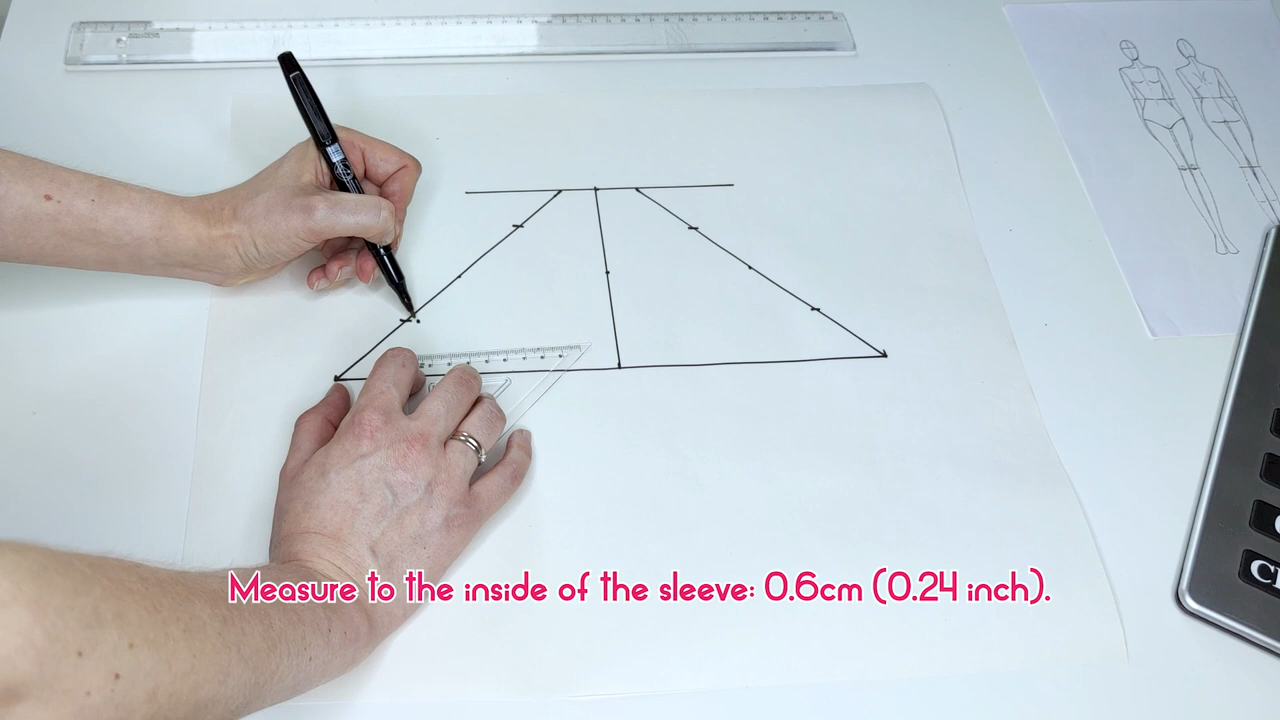 Measure to the inside of the sleeve: 0.6cm (0.24 inch).